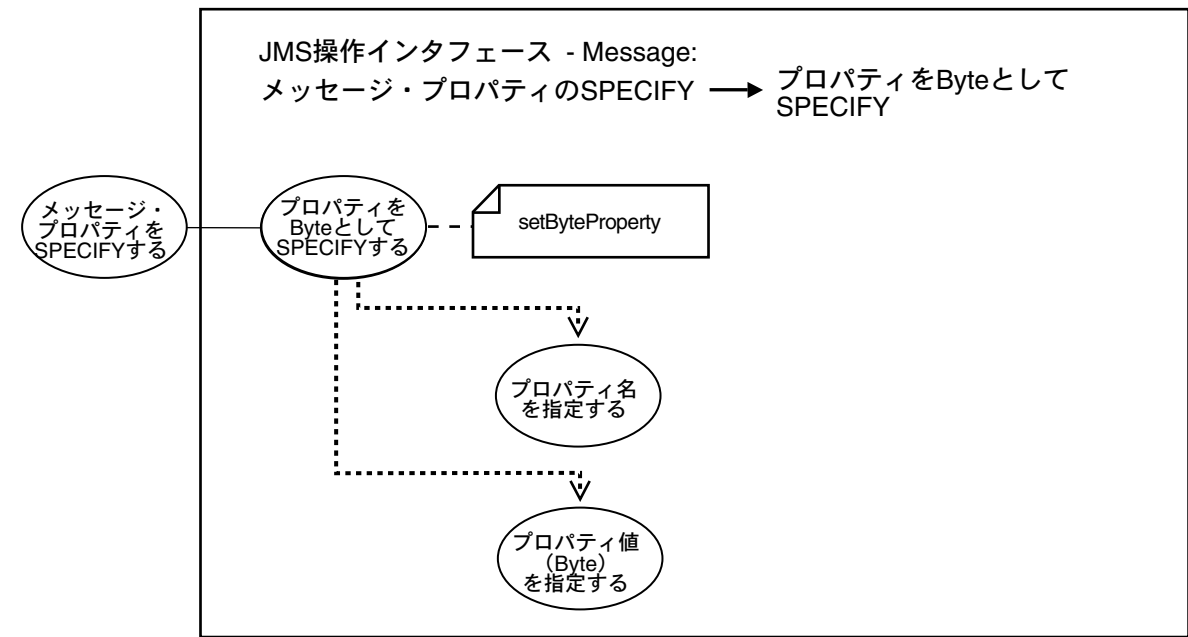 JMS操作インタフェース - Message:
メッセージ・プロパティのSPECIFY
プロパティをByteとして
SPECIFY
メッセージ・
プロパティを
SPECIFYする
プロパティを
Byteとして
SPECIFYする
setByteProperty
プロパティ名
を指定する
プロパティ値
（Byte）
を指定する